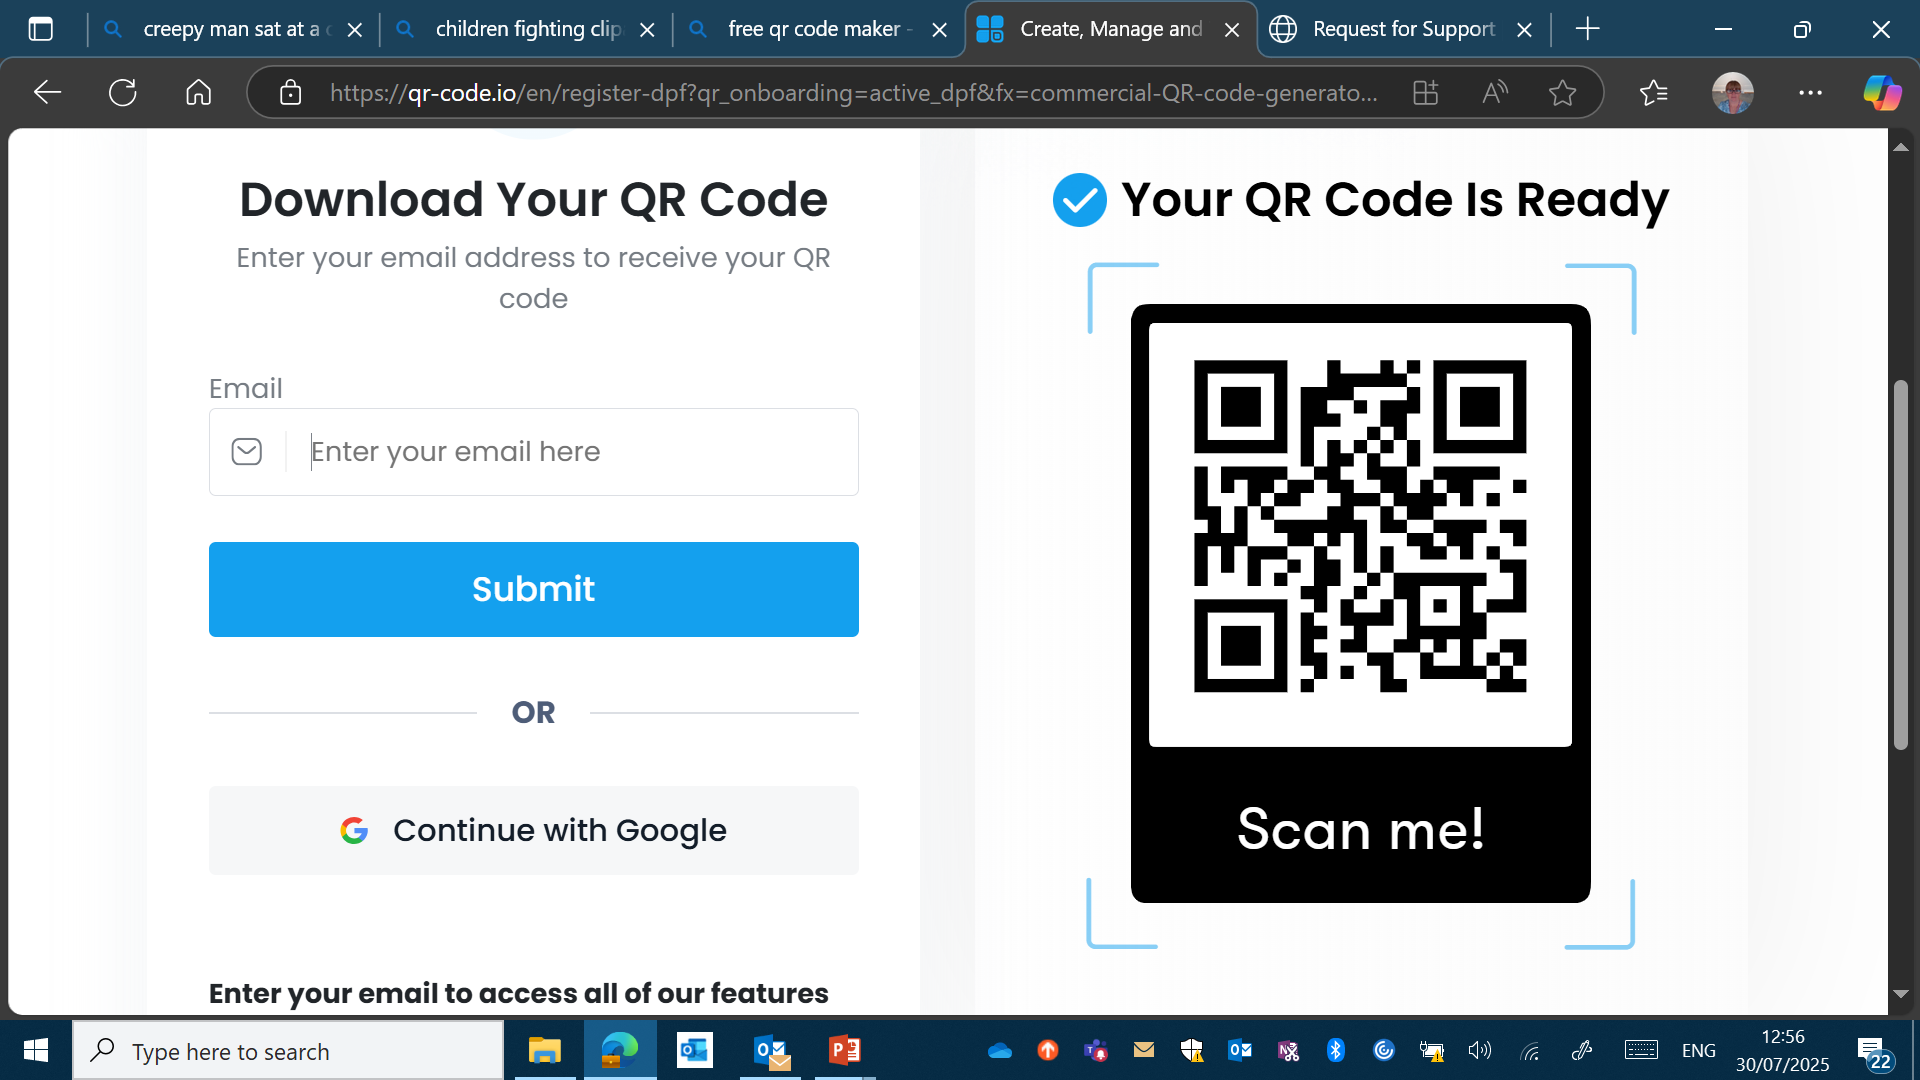 creepy man sat at a c
children fighting clip
free qr code maker -
Create, Manage and
Request for Support
https://qr-code.io/en/register-dpf?qr_onboarding=active_dpf&fx=commercial-QR-code-generato...
Download Your QR Code
Enter your email address to receive your QR
code
Email
Enter your email here
Submit
OR
Continue with Google
Enter your email to access all of our features
Your QR Code Is Ready
Scan me!
Type here to search
ENG
12:56
30/07/2025
22